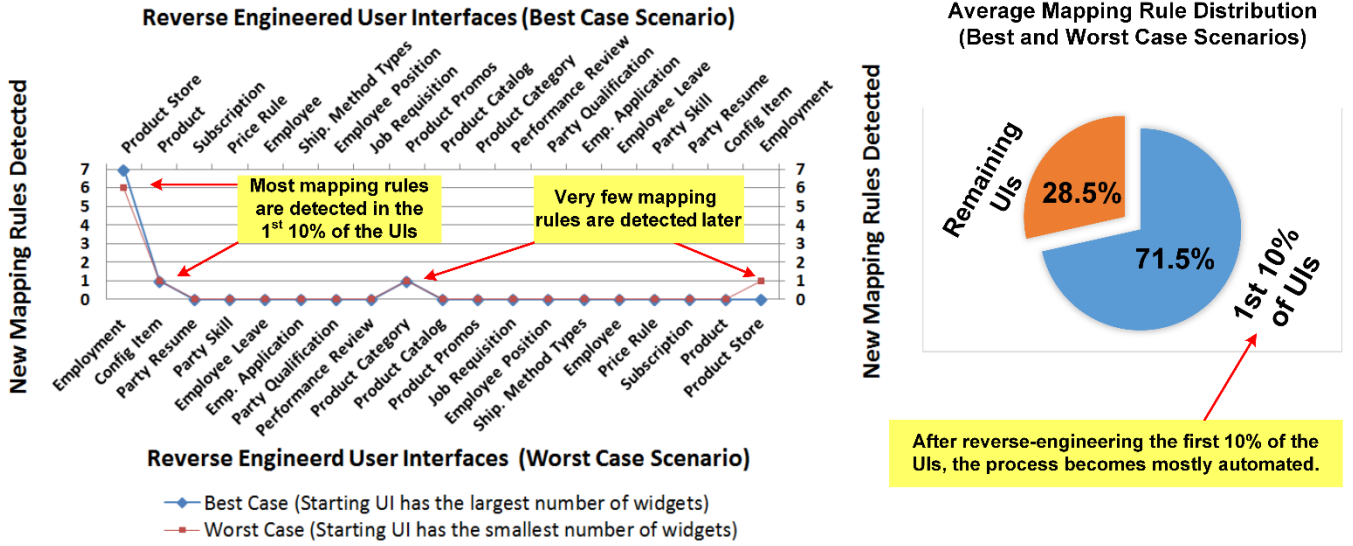 Reverse Engineered User Interfaces (Best Case Scenario)
Product Store
Product
Subscription
Price Rule
Employee
Ship. Method Types
Employee Position
Job Requisition
Product Promos
Product Catalog
Product Category
Performance Review
Party Qualification
Emp. Application
Employee Leave
Party Skill
Party Resume
Config Item
Employment
New Mapping Rules Detected
7
6
5
4
3
2
1
0
Most mapping rules
are detected in the
1st 10% of the UIs
Very few mapping
rules are detected later
7
6
5
4
3
2
1
0
New Mapping Rules Detected
Employment
Config Item
Party Resume
Party Skill
Employee Leave
Emp. Application
Party Qualification
Performance Review
Product Category
Product Catalog
Product Promos
Job Requisition
Employee Position
Ship. Method Types
Employee
Price Rule
Subscription
Product
Product Store
Reverse Engineerd User Interfaces (Worst Case Scenario)
Best Case (Starting UI has the largest number of widgets)
Worst Case (Starting UI has the smallest number of widgets)
Average Mapping Rule Distribution
(Best and Worst Case Scenarios)
Remaining
UIs
28.5%
71.5%
1st 10%
of UIs
After reverse-engineering the first 10% of the
UIs, the process becomes mostly automated.